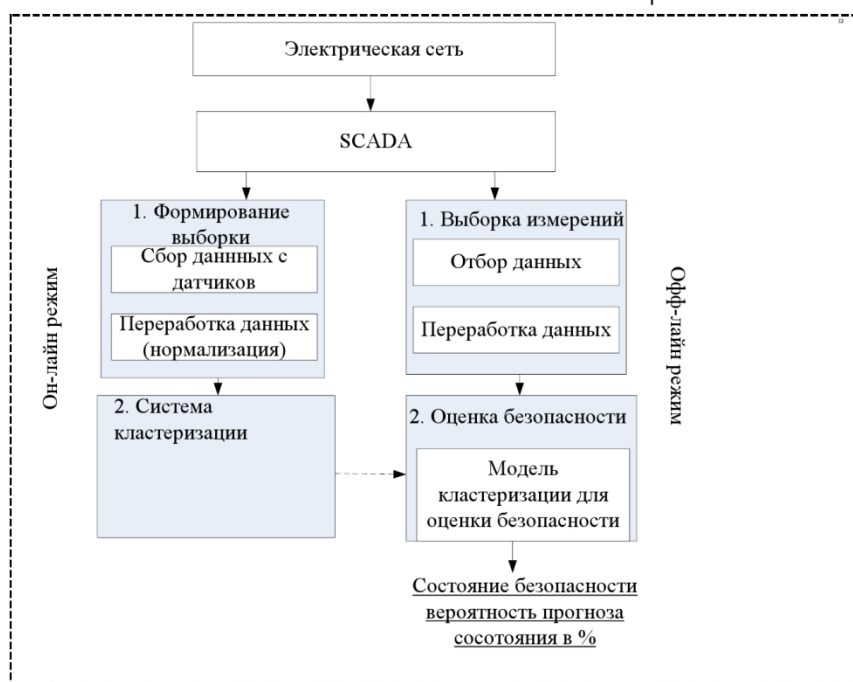 Электрическая сеть
SCADA
1. Формирование
выборки
Сбор даннных с
датчиков
Переработка данных
(нормализация)
1. Выборка измерений
Отбор данных
Переработка данных
Он-лайн режим
Офф-лайн режим
2. Система
кластеризации
2. Оценка безопасности
Модель
кластеризации для
оценки безопасности
Состояние безопасности
вероятность прогноза
сосотояния в %